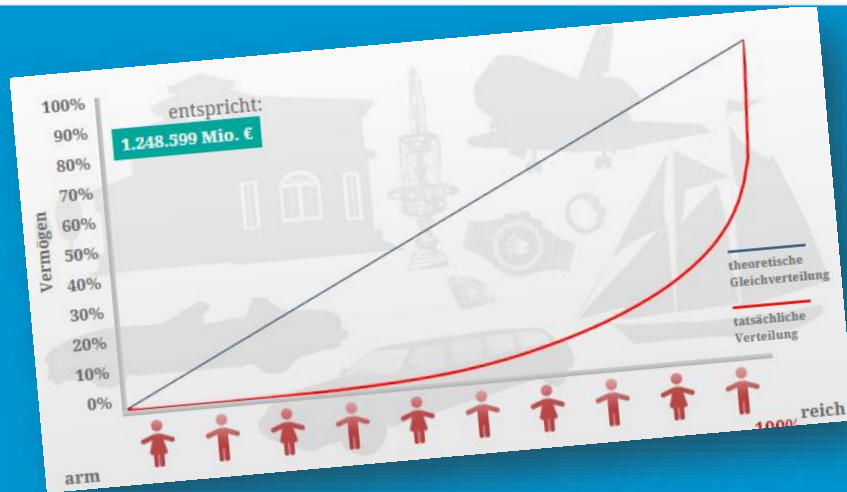 100%
90%
80%
70%
60%
50%
40%
30%
20%
10%
0%
Vermögen
entspricht:
1.248.599 Mio. €
theoretische
Gleichverteilung
tatsächliche
Verteilung
arm
reich
100%